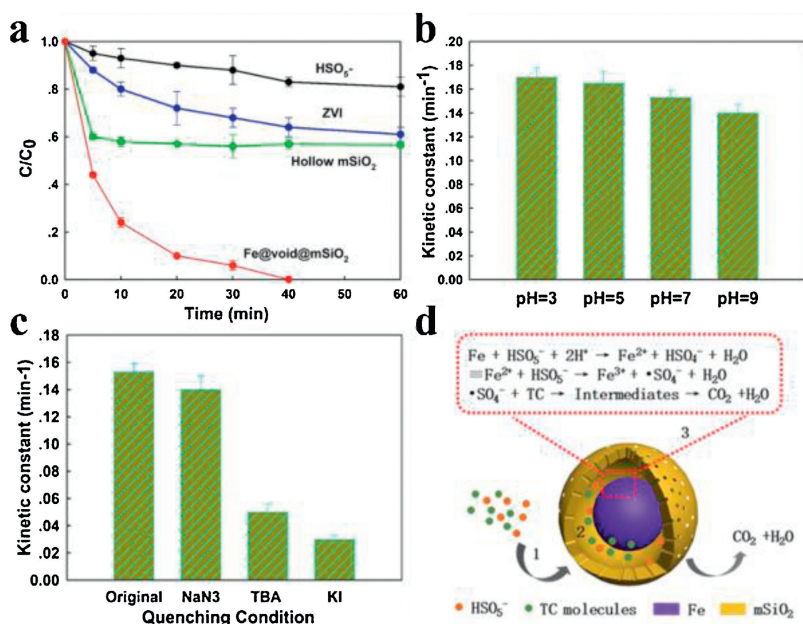 a
C/C0
1.0
.8
.6
.4
.2
0
HSO5-
ZVI
Hollow mSiO2
Fe@void@mSiO2
0 10 20 30 40 50 60
Time (min)
b
Kinetic constant (min-1)
.20
.18
.16
.14
.12
.10
.08
.06
.04
.02
0.00
pH=3 pH=5 pH=7 pH=9
c
Kinetic constant (min-1)
.18
.16
.14
.12
.10
.08
.06
.04
.02
0.00
Original NaN3 TBA KI
Quenching Condition
d
Fe + HSO5⁻ + 2H⁺ → Fe²⁺ + HSO4⁻ + H2O
≡Fe²⁺ + HSO5⁻ → Fe³⁺ + •SO4⁻ + H2O
•SO4⁻ + TC → Intermediates → CO2 +H2O
3
2
1
CO2 +H2O
HSO5⁻ TC molecules Fe mSiO2